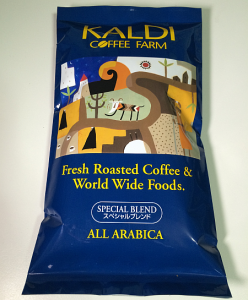 KALDI
COFFEE FARM
Fresh Roasted Coffee &
World Wide Foods.
SPECIAL BLEND
スペシャルブレンド
ALL ARABICA